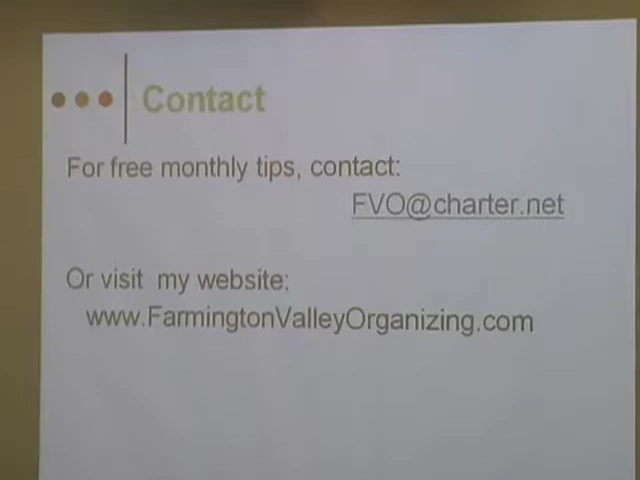 Contact
For free monthly tips, contact:
FVO@charter.net
Or visit my website:
www.FarmingtonValleyOrganizing.com